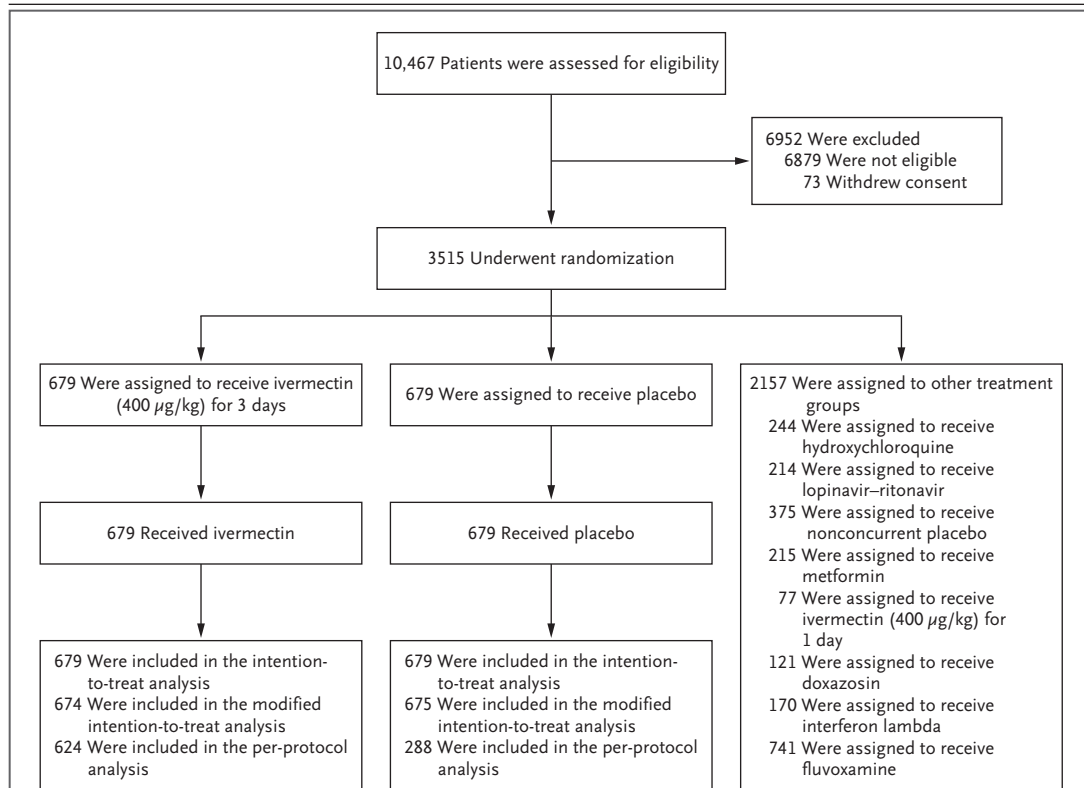 10,467 Patients were assessed for eligibility
6952 Were excluded
6879 Were not eligible
73 Withdrew consent
3515 Underwent randomization
679 Were assigned to receive ivermectin
(400 µg/kg) for 3 days
679 Were assigned to receive placebo
2157 Were assigned to other treatment
groups
244 Were assigned to receive
hydroxychloroquine
214 Were assigned to receive
lopinavir–ritonavir
375 Were assigned to receive
nonconcurrent placebo
215 Were assigned to receive
metformin
77 Were assigned to receive
ivermectin (400 µg/kg) for
1 day
121 Were assigned to receive
doxazosin
170 Were assigned to receive
interferon lambda
741 Were assigned to receive
fluvoxamine
679 Received ivermectin
679 Received placebo
679 Were included in the intention-
to-treat analysis
674 Were included in the modified
intention-to-treat analysis
624 Were included in the per-protocol
analysis
679 Were included in the intention-
to-treat analysis
675 Were included in the modified
intention-to-treat analysis
288 Were included in the per-protocol
analysis